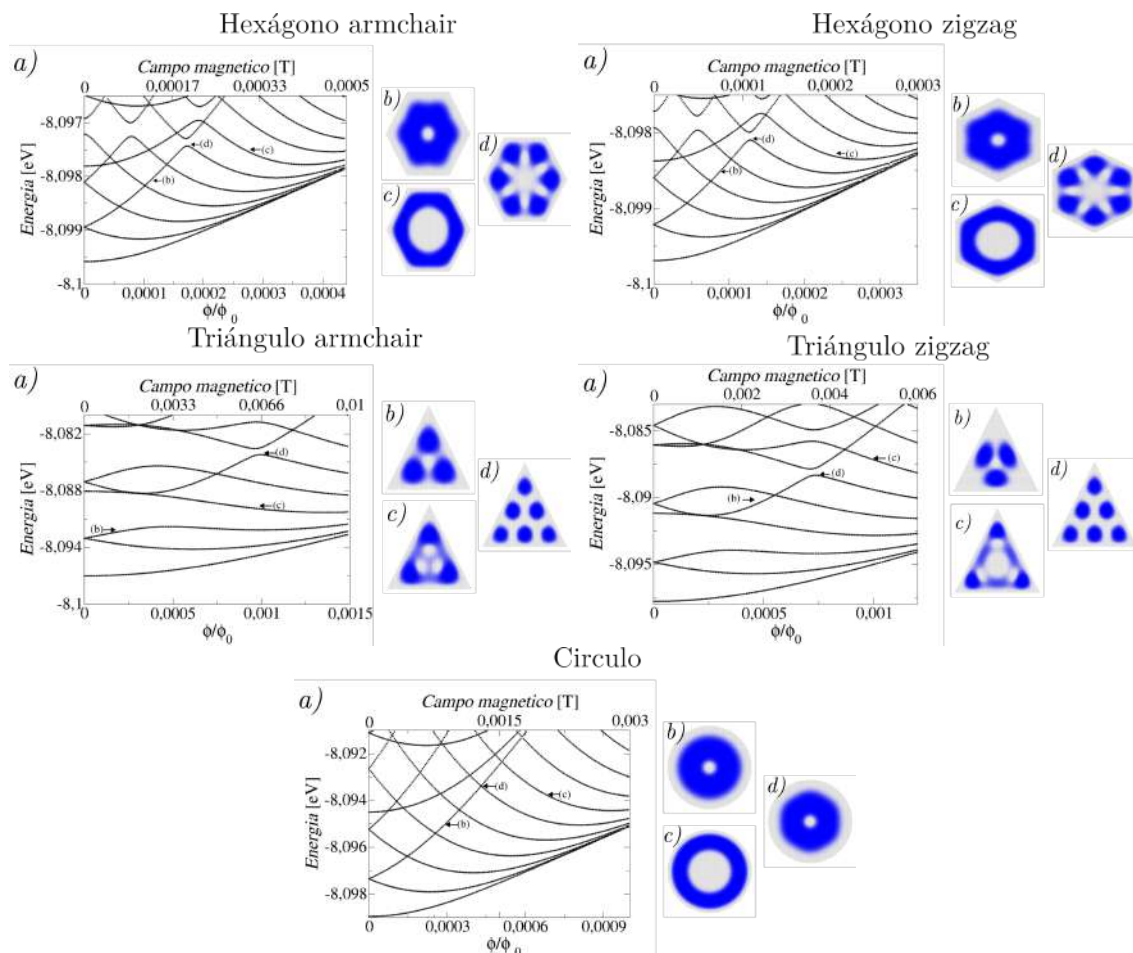 Hexágono armchair
a)
Campo magnetico [T]
0 0,00017 0,00033 0,0005
Energia [eV]
-8,097
-8,098
-8,099
-8,1
(b)
(d)
(c)
0 0,0001 0,0002 0,0003 0,0004
ϕ/ϕ0
b)
c)
d)
Hexágono zigzag
a)
Campo magnetico [T]
0 0,0001 0,0002 0,0003
Energia [eV]
-8,098
-8,099
-8,1
(b)
(d)
(c)
0 0,0001 0,0002 0,0003
ϕ/ϕ0
b)
c)
d)
Triángulo armchair
a)
Campo magnetico [T]
0 0,0033 0,0066 0,01
Energia [eV]
-8,082
-8,088
-8,094
-8,1
(b)
(d)
(c)
0 0,0005 0,001 0,0015
ϕ/ϕ0
b)
c)
d)
Triángulo zigzag
a)
Campo magnetico [T]
0 0,002 0,004 0,006
Energia [eV]
-8,085
-8,09
-8,095
(b)
(d)
(c)
0 0,0005 0,001
ϕ/ϕ0
b)
c)
d)
Circulo
a)
Campo magnetico [T]
0 0,0015 0,003
Energia [eV]
-8,092
-8,094
-8,096
-8,098
(d)
(c)
(b)
0 0,0003 0,0006 0,0009
ϕ/ϕ0
b)
c)
d)